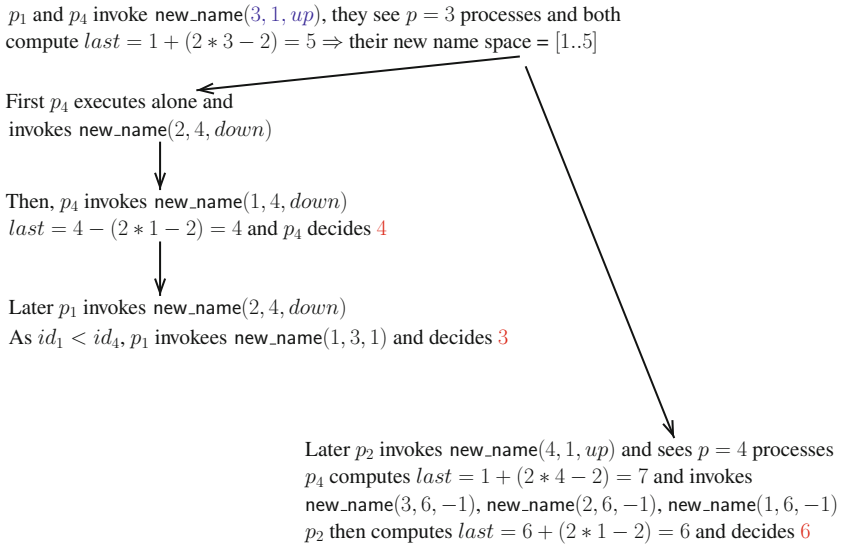 p₁ and p₄ invoke new_name(3, 1, up), they see p = 3 processes and both
compute last = 1 + (2 ∗ 3 − 2) = 5 ⇒ their new name space = [1..5]
First p₄ executes alone and
invokes new_name(2, 4, down)
Then, p₄ invokes new_name(1, 4, down)
last = 4 − (2 ∗ 1 − 2) = 4 and p₄ decides 4
Later p₁ invokes new_name(2, 4, down)
As id₁ < id₄, p₁ invokees new_name(1, 3, 1) and decides 3
Later p₂ invokes new_name(4, 1, up) and sees p = 4 processes
p₄ computes last = 1 + (2 ∗ 4 − 2) = 7 and invokes
new_name(3, 6, −1), new_name(2, 6, −1), new_name(1, 6, −1)
p₂ then computes last = 6 + (2 ∗ 1 − 2) = 6 and decides 6